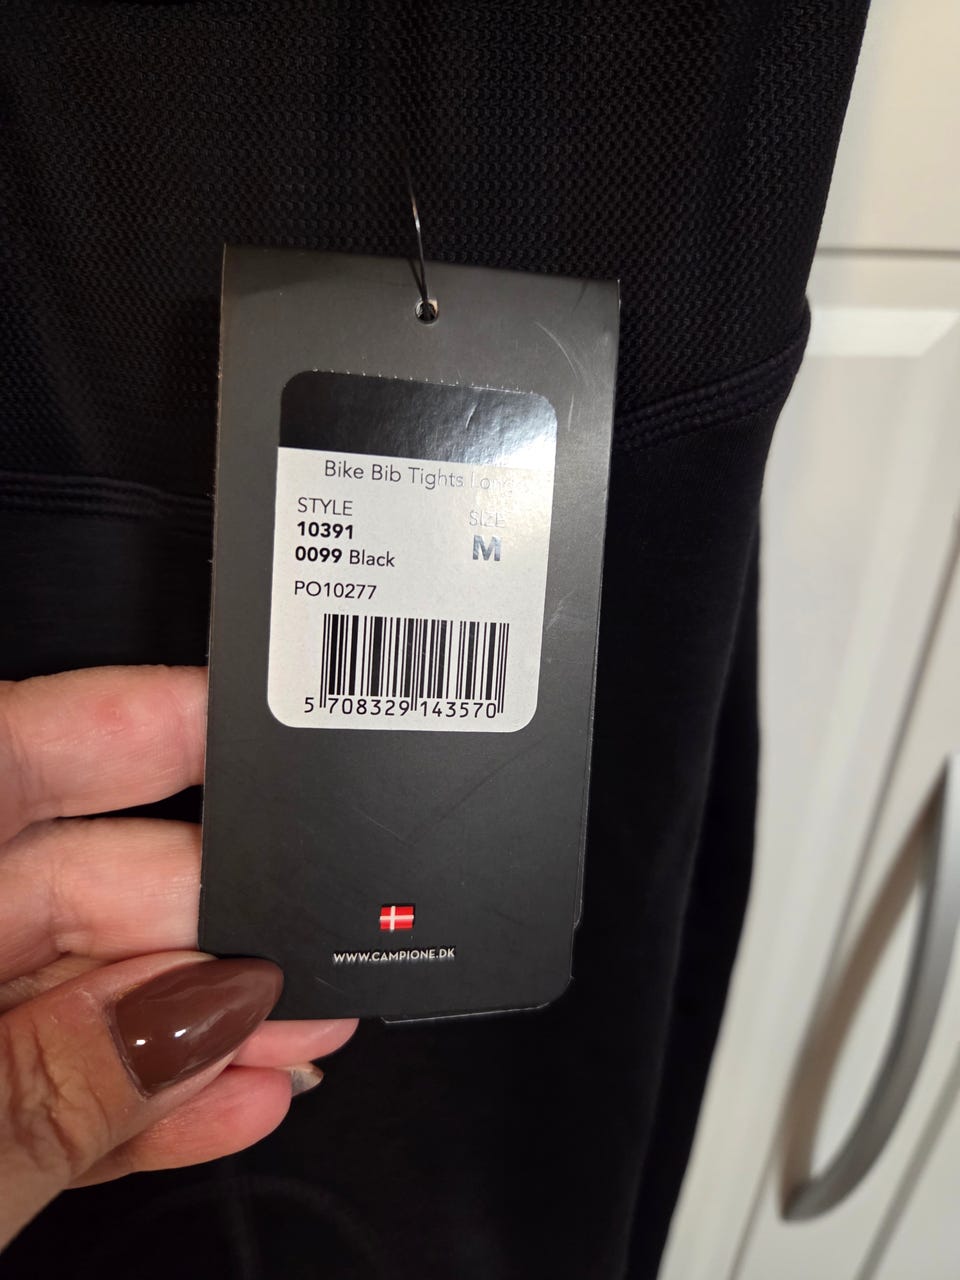 Bike Bib Tights Long
STYLE
SIZE
10391
M
0099 Black
PO10277
5 708329 143570
WWW.CAMPIONE.DK